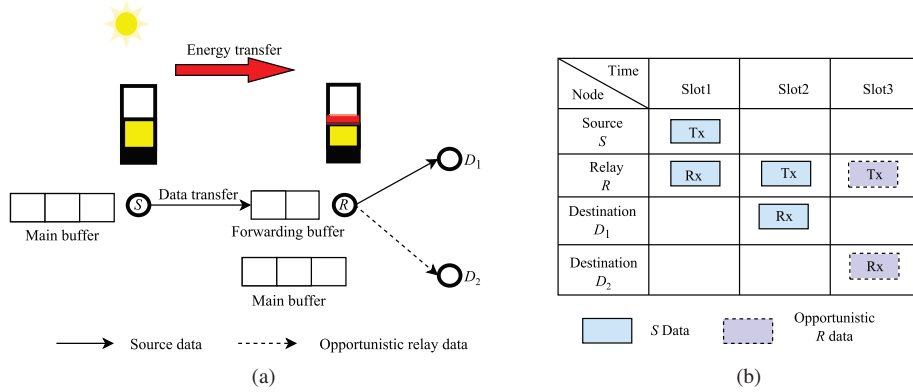 Energy transfer
S
Data transfer
R
D1
D2
Main buffer
Forwarding buffer
Main buffer
Source data
Opportunistic relay data
(a)
Time
Node
Slot1
Slot2
Slot3
Source
S
Tx
Relay
R
Rx
Tx
Tx
Destination
D1
Rx
Destination
D2
Rx
S Data
Opportunistic
R data
(b)